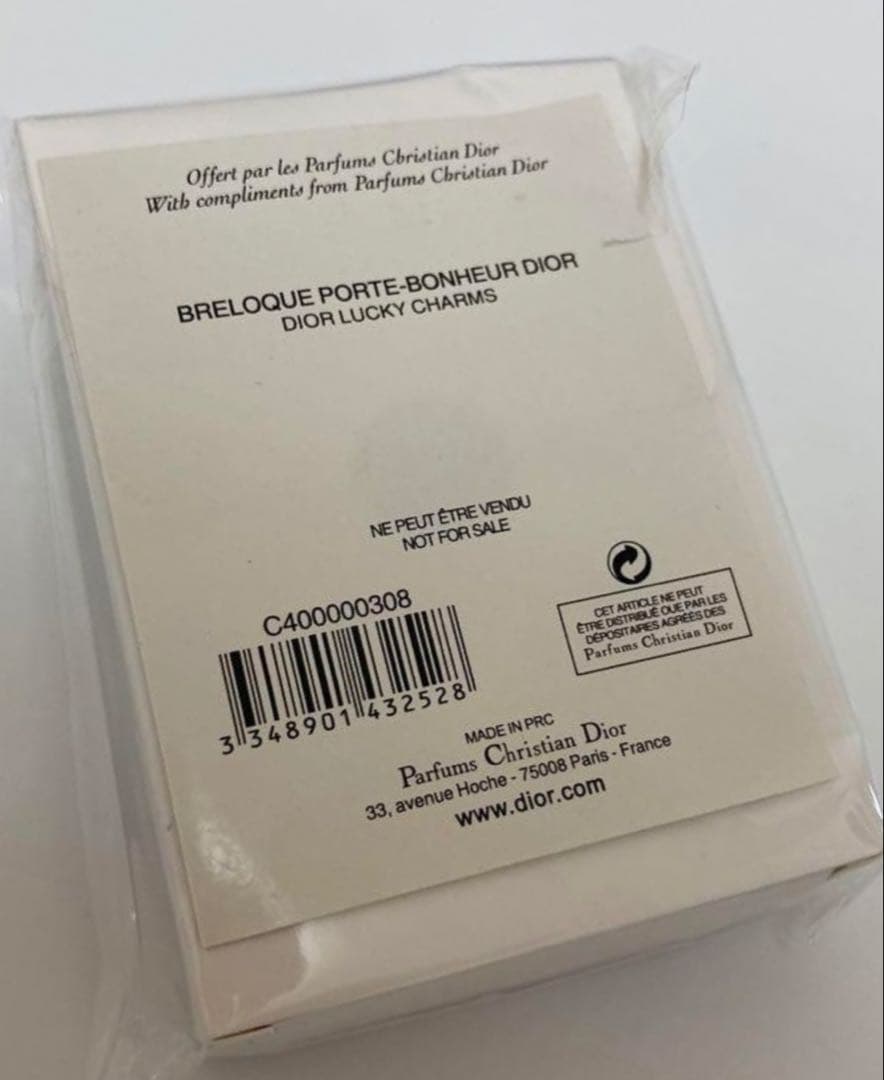 Offert par les Parfums Christian Dior
With compliments from Parfums Christian Dior
BRELOQUE PORTE-BONHEUR DIOR
DIOR LUCKY CHARMS
NE PEUT ÊTRE VENDU
NOT FOR SALE
C400000308
3 348901 432528
CET ARTICLE NE PEUT
ÊTRE DISTRIBUÉ QUE PAR LES
DÉPOSITAIRES AGRÉÉS DES
Parfums Christian Dior
MADE IN PRC
Parfums Christian Dior
33, avenue Hoche - 75008 Paris - France
www.dior.com